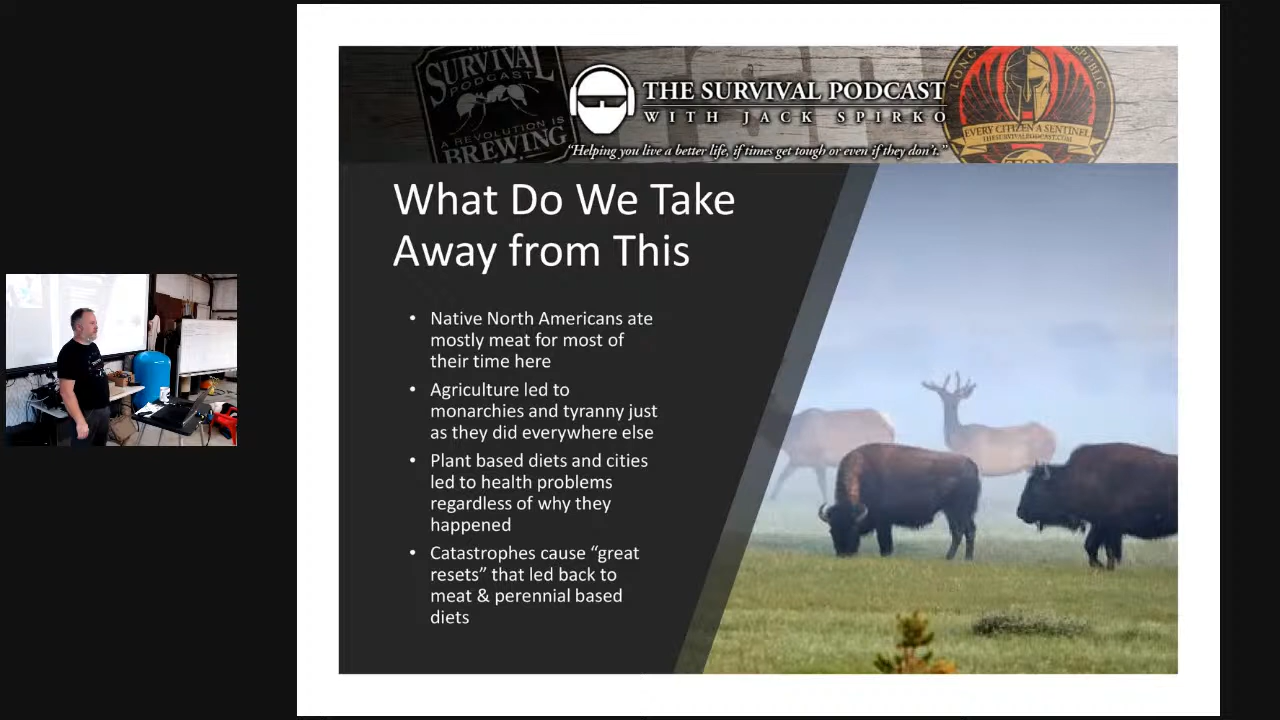 SURVIVAL
PODCAST
A REVOLUTION IS
BREWING
THE SURVIVAL PODCAST
WITH JACK SPIRKO
“Helping you live a better life, if times get tough or even if they don’t.”
EVERY CITIZEN A SENTINEL
THESURVIVALPODCAST.COM
What Do We Take
Away from This
• Native North Americans ate
mostly meat for most of
their time here
• Agriculture led to
monarchies and tyranny just
as they did everywhere else
• Plant based diets and cities
led to health problems
regardless of why they
happened
• Catastrophes cause “great
resets” that led back to
meat & perennial based
diets